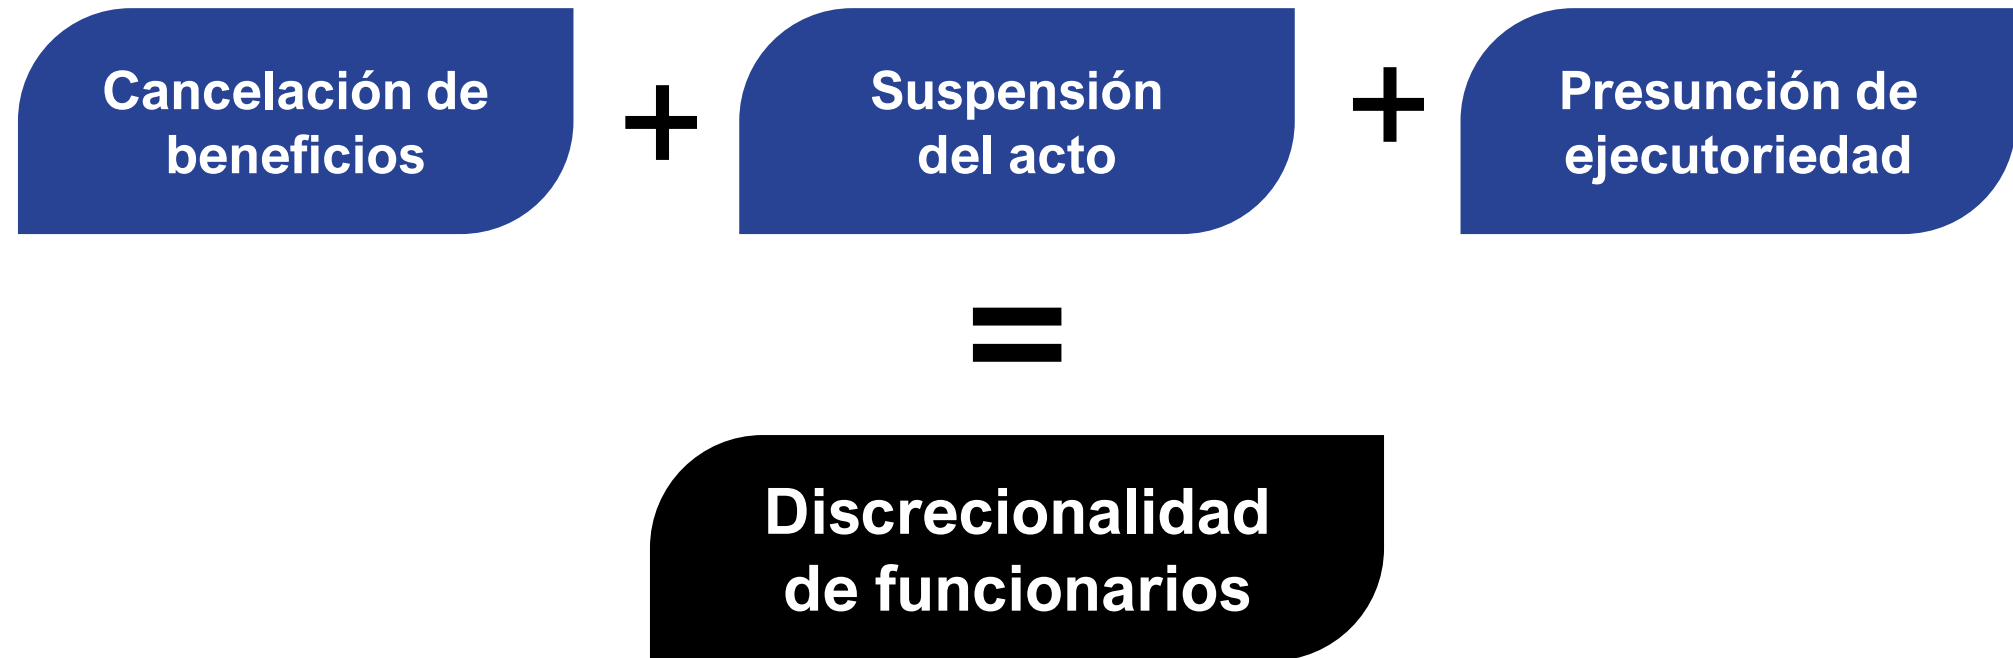 Cancelación de
beneficios
+
Suspensión
del acto
+
Presunción de
ejecutoriedad
=
Discrecionalidad
de funcionarios